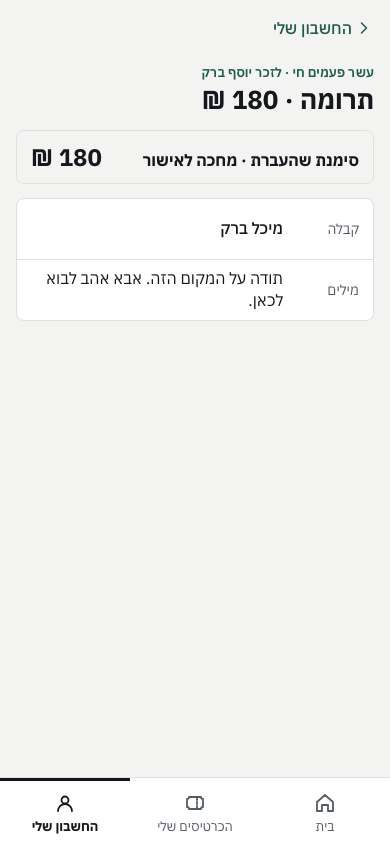 החשבון שלי
עשר פעמים חי · לזכר יוסף ברק
תרומה · 180 ₪
סימנת שהעברת · מחכה לאישור
180 ₪
קבלה
מיכל ברק
מילים
תודה על המקום הזה. אבא אהב לבוא
לכאן.
בית
הכרטיסים שלי
החשבון שלי